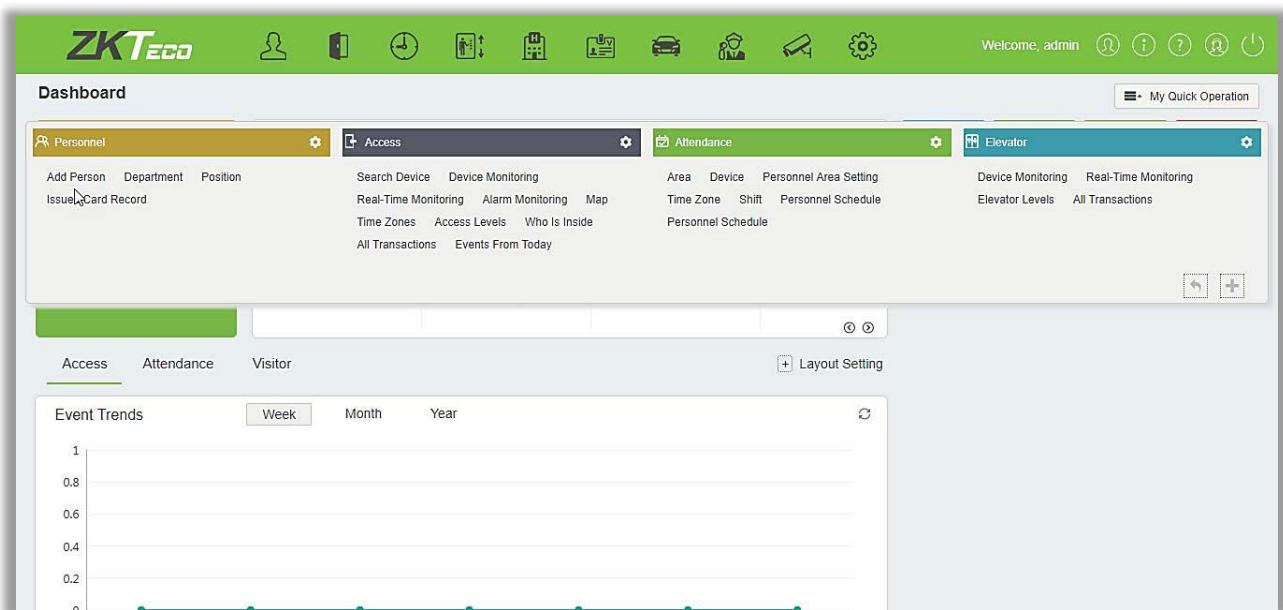 ZKTECO
Welcome, admin
Dashboard
My Quick Operation
Personnel
Access
Attendance
Elevator
Add Person Department Position
Issued Card Record
Search Device Device Monitoring
Real-Time Monitoring Alarm Monitoring Map
Time Zones Access Levels Who Is Inside
All Transactions Events From Today
Area Device Personnel Area Setting
Time Zone Shift Personnel Schedule
Personnel Schedule
Device Monitoring Real-Time Monitoring
Elevator Levels All Transactions
Access Attendance Visitor
Layout Setting
Event Trends Week Month Year
1
0.8
0.6
0.4
0.2
0